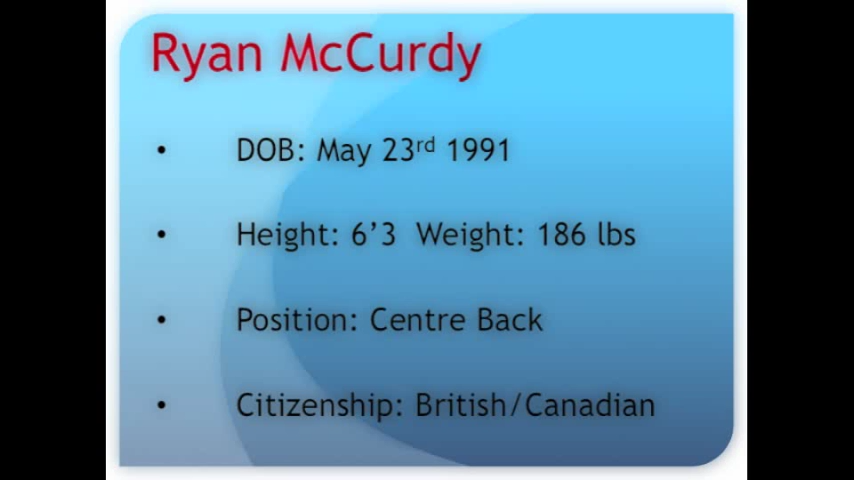 Ryan McCurdy
• DOB: May 23rd 1991
• Height: 6’3 Weight: 186 lbs
• Position: Centre Back
• Citizenship: British/Canadian